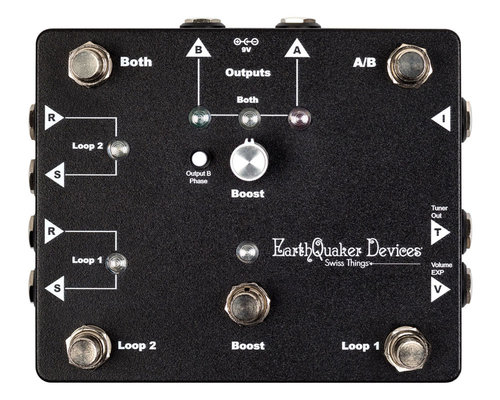 B
9V
A
Both
Outputs
A/B
Both
R
Loop 2
S
I
Output B
Phase
Boost
Tuner
Out
T
R
Loop 1
S
EarthQuaker Devices
Swiss Things
Volume
EXP
V
Loop 2
Boost
Loop 1